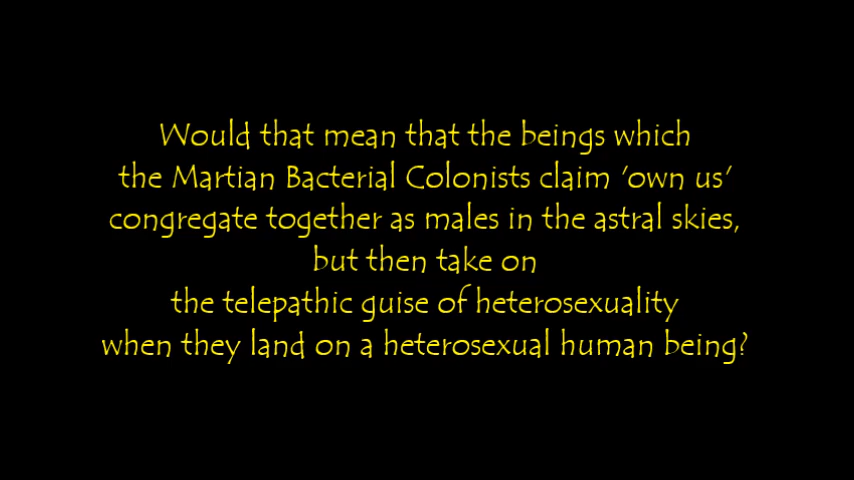 Would that mean that the beings which
the Martian Bacterial Colonists claim 'own us'
congregate together as males in the astral skies,
but then take on
the telepathic guise of heterosexuality
when they land on a heterosexual human being?